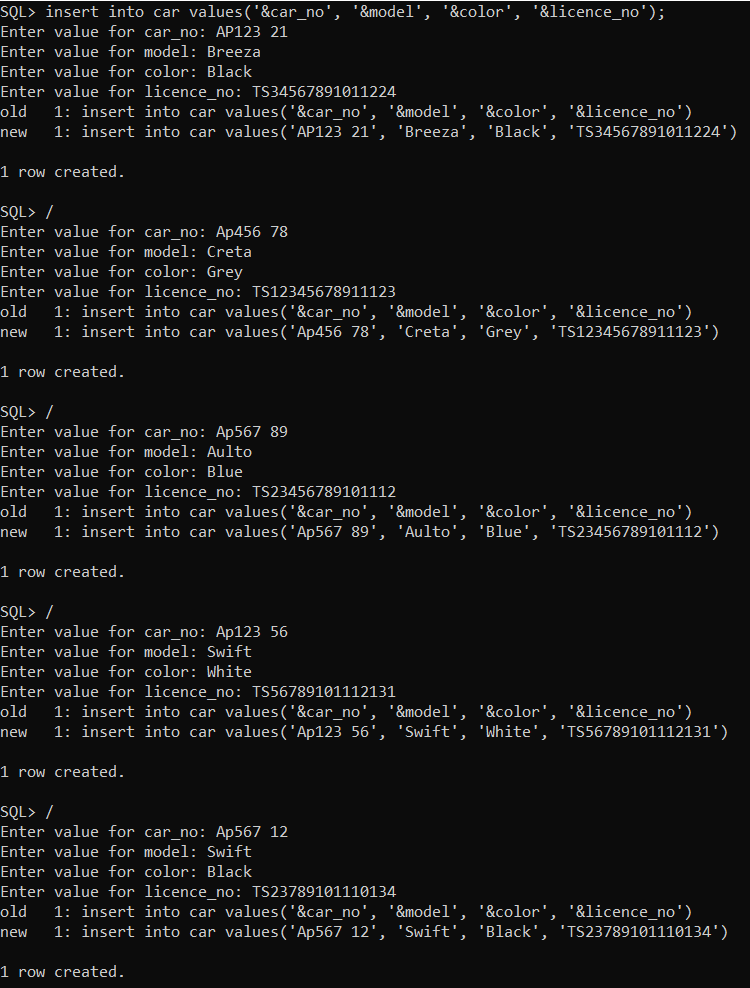 SQL> insert into car values('&car_no', '&model', '&color', '&licence_no');
Enter value for car_no: AP123 21
Enter value for model: Breeza
Enter value for color: Black
Enter value for licence_no: TS34567891011224
old   1: insert into car values('&car_no', '&model', '&color', '&licence_no')
new   1: insert into car values('AP123 21', 'Breeza', 'Black', 'TS34567891011224')
1 row created.
SQL> /
Enter value for car_no: Ap456 78
Enter value for model: Creta
Enter value for color: Grey
Enter value for licence_no: TS12345678911123
old   1: insert into car values('&car_no', '&model', '&color', '&licence_no')
new   1: insert into car values('Ap456 78', 'Creta', 'Grey', 'TS12345678911123')
1 row created.
SQL> /
Enter value for car_no: Ap567 89
Enter value for model: Aulto
Enter value for color: Blue
Enter value for licence_no: TS23456789101112
old   1: insert into car values('&car_no', '&model', '&color', '&licence_no')
new   1: insert into car values('Ap567 89', 'Aulto', 'Blue', 'TS23456789101112')
1 row created.
SQL> /
Enter value for car_no: Ap123 56
Enter value for model: Swift
Enter value for color: White
Enter value for licence_no: TS56789101112131
old   1: insert into car values('&car_no', '&model', '&color', '&licence_no')
new   1: insert into car values('Ap123 56', 'Swift', 'White', 'TS56789101112131')
1 row created.
SQL> /
Enter value for car_no: Ap567 12
Enter value for model: Swift
Enter value for color: Black
Enter value for licence_no: TS23789101110134
old   1: insert into car values('&car_no', '&model', '&color', '&licence_no')
new   1: insert into car values('Ap567 12', 'Swift', 'Black', 'TS23789101110134')
1 row created.